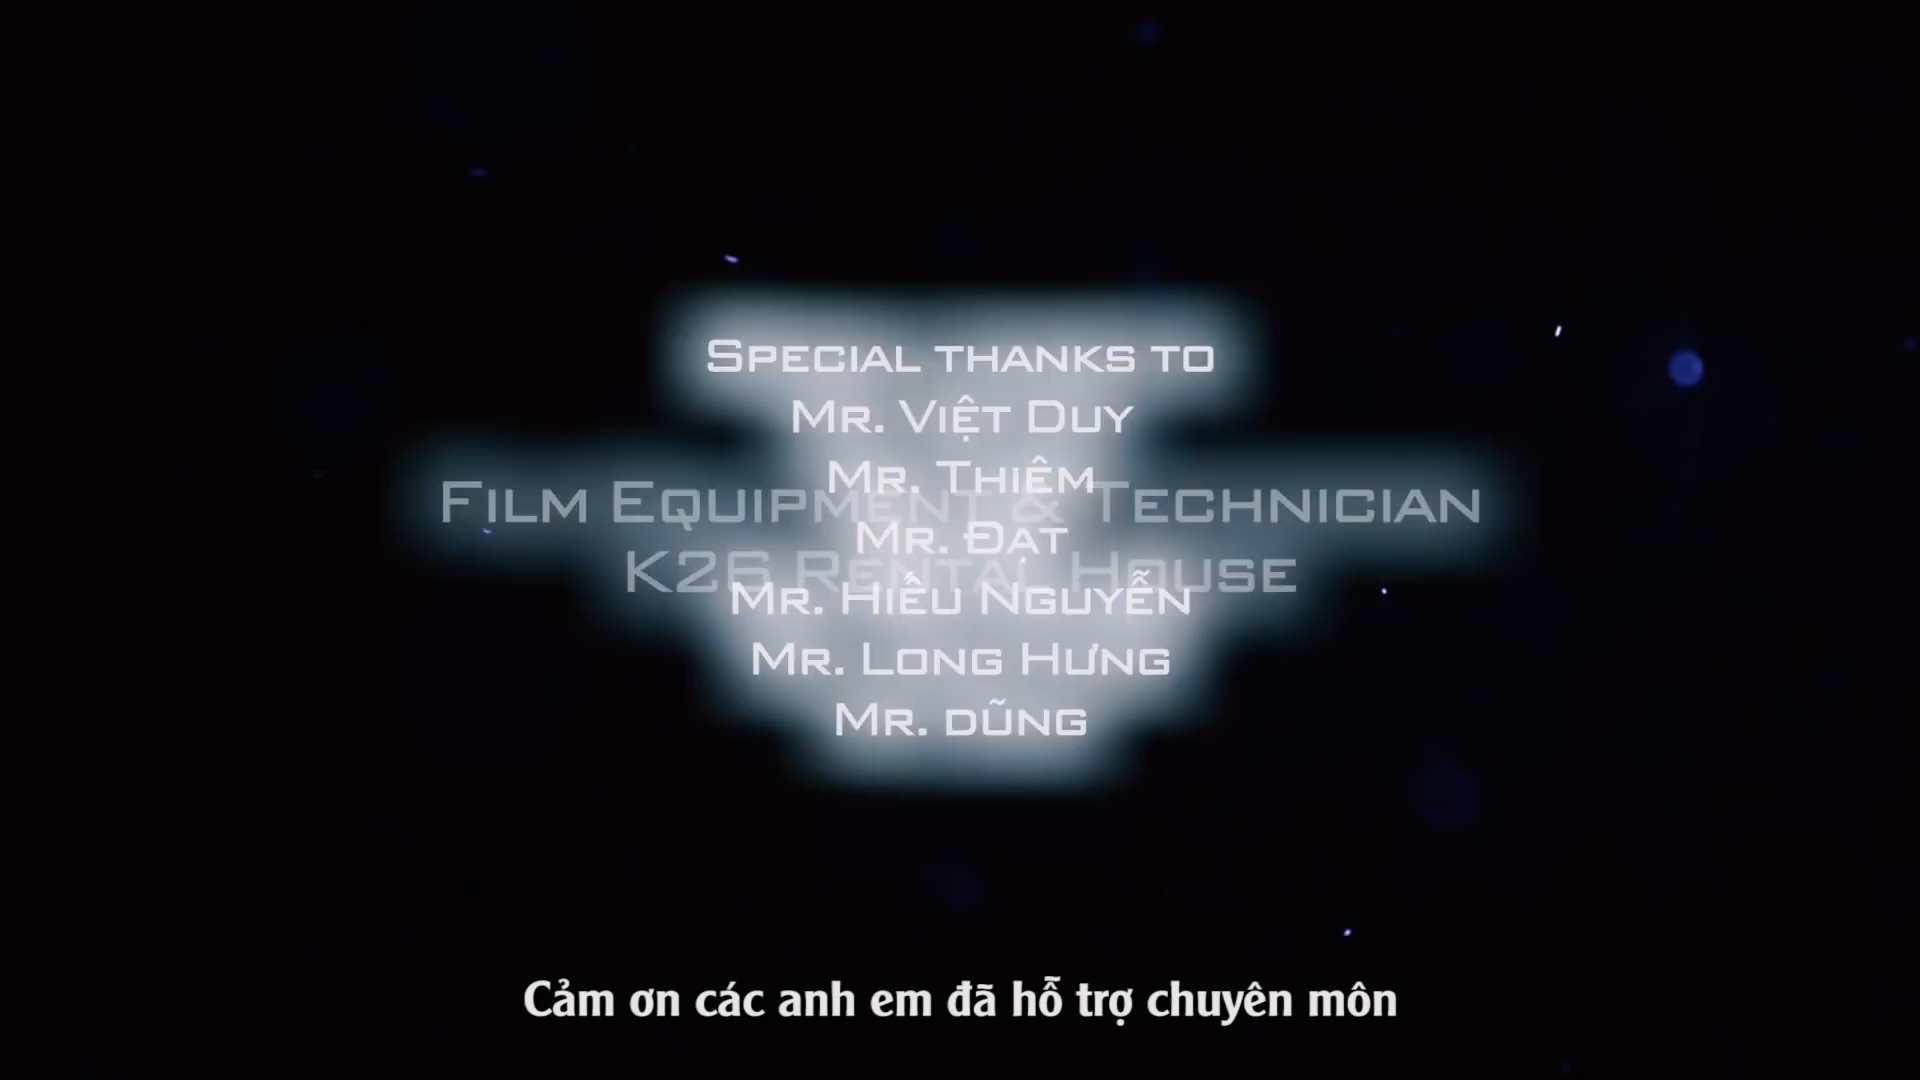 Special thanks to
Mr. Việt Duy
Mr. Thiêm
Film Equipment & Technician
Mr. Đạt
K26 Rental House
Mr. Hiếu Nguyễn
Mr. Long Hưng
Mr. dũng
Cảm ơn các anh em đã hỗ trợ chuyên môn